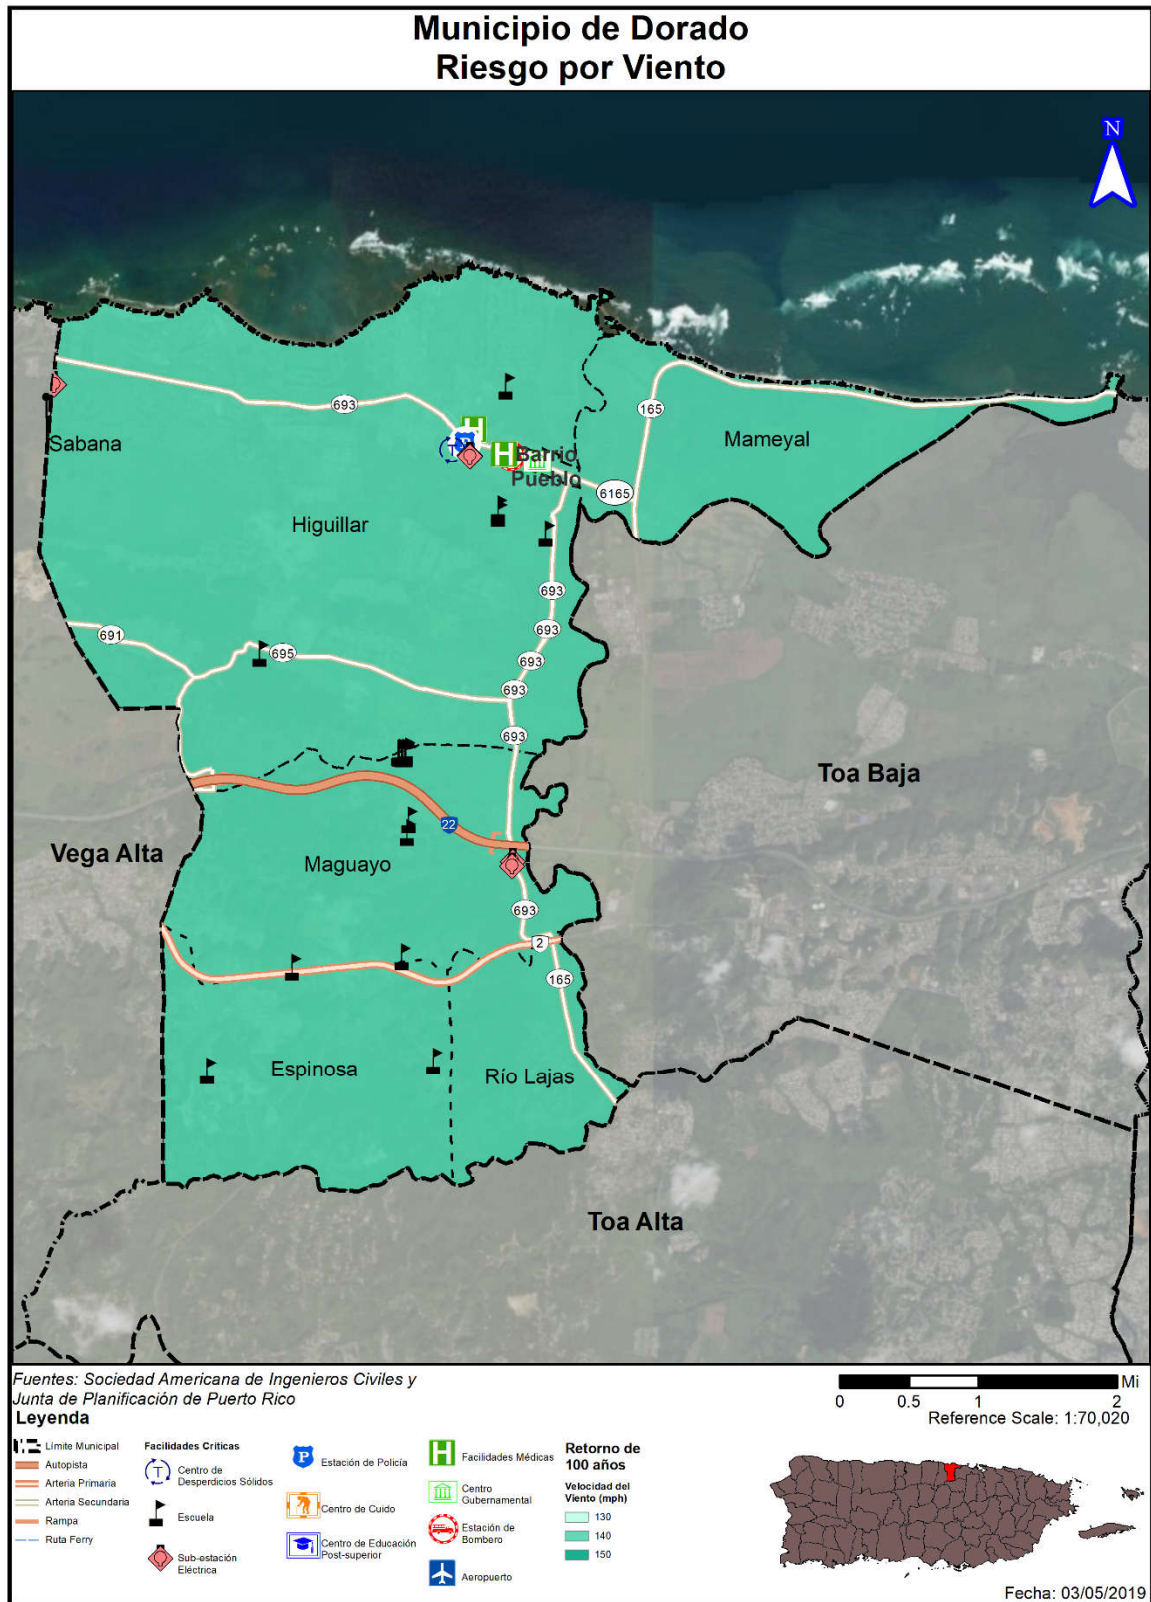 Municipio de Dorado
Riesgo por Viento
N
693
165
Sabana
Mameyal
P
H
T
H
Barrio
Pueblo
6165
Higuillar
693
691
693
695
693
693
693
Toa Baja
22
Vega Alta
Maguayo
693
2
165
Espinosa
Río Lajas
Toa Alta
Fuentes: Sociedad Americana de Ingenieros Civiles y
Junta de Planificación de Puerto Rico
Leyenda
Límite Municipal
Autopista
Arteria Primaria
Arteria Secundaria
Rampa
Ruta Ferry
Facilidades Criticas
T
Centro de
Desperdicios Sólidos
Escuela
Sub-estación
Eléctrica
P
Estación de Policía
Centro de Cuido
Centro de Educación
Post-superior
H
Facilidades Médicas
Centro
Gubernamental
Estación de
Bombero
Aeropuerto
Retorno de
100 años
Velocidad del
Viento (mph)
130
140
150
Mi
0 0.5 1 2
Reference Scale: 1:70,020
Fecha: 03/05/2019